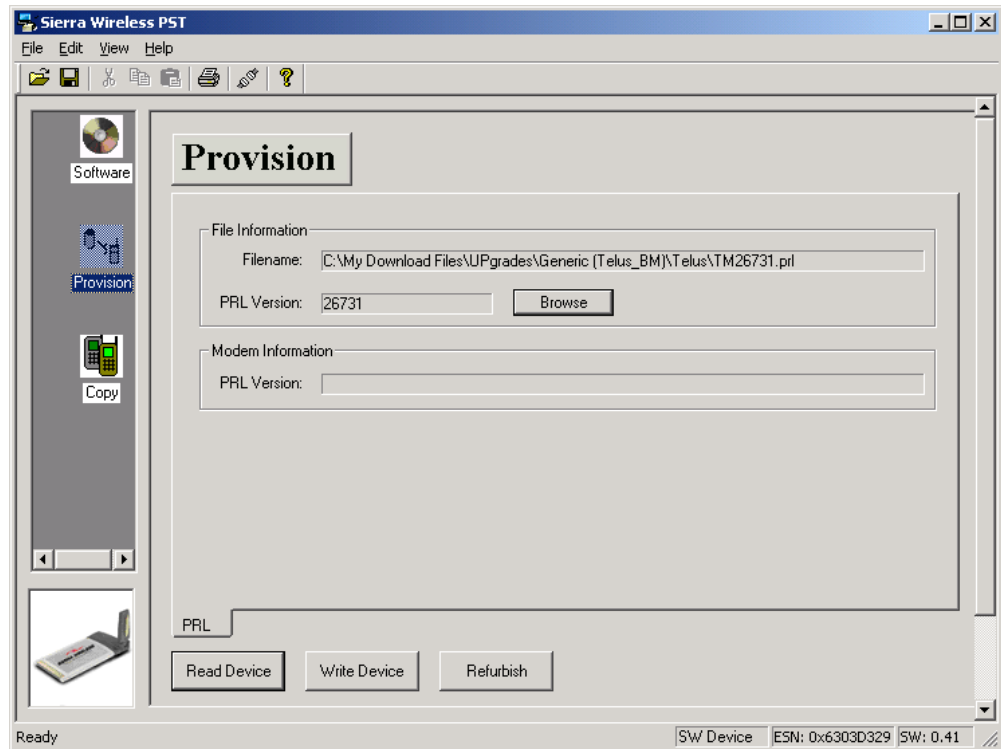 Sierra Wireless PST
File Edit View Help
Software
Provision
Copy
Provision
File Information
Filename: C:\My Download Files\UPgrades\Generic (Telus_BM)\Telus\TM26731.prl
PRL Version: 26731 Browse
Modem Information
PRL Version:
PRL
Read Device Write Device Refurbish
Ready SW Device ESN: 0x6303D329 SW: 0.41